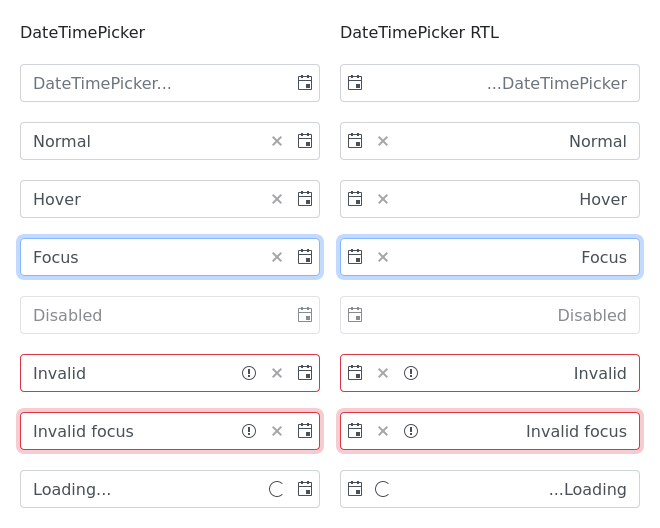 DateTimePicker
DateTimePicker RTL
DateTimePicker...
...DateTimePicker
Normal
Normal
Hover
Hover
Focus
Focus
Disabled
Disabled
Invalid
Invalid
Invalid focus
Invalid focus
Loading...
...Loading